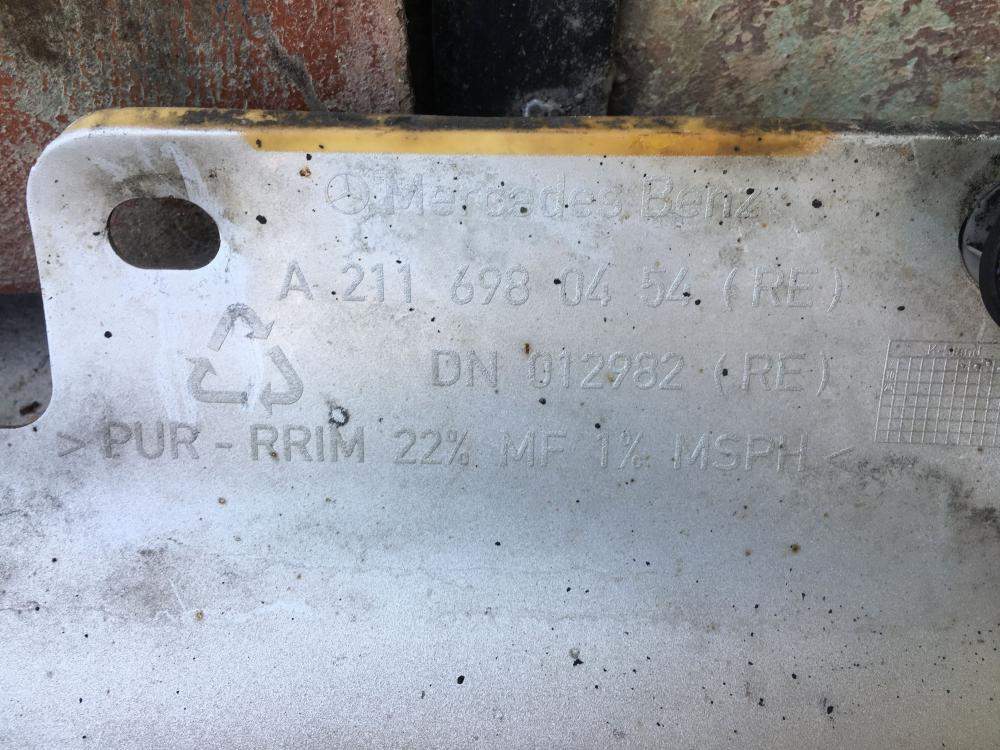 Mercedes Benz
A 211 698 04 54 (RE)
DN 012982 (RE)
> PUR - RRIM 22% MF 1% MSPH <